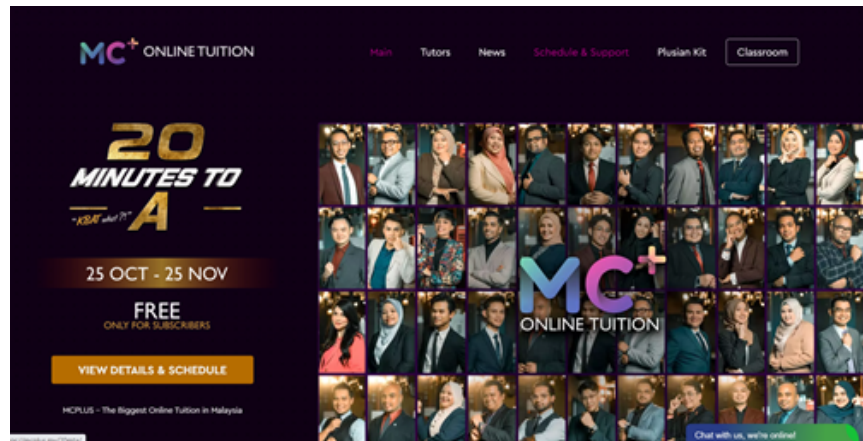 MC+ ONLINE TUITION
Main
Tutors
News
Schedule & Support
Plusian Kit
Classroom
20
MINUTES TO
"KBAT what ?!" A
25 OCT - 25 NOV
FREE
ONLY FOR SUBSCRIBERS
VIEW DETAILS & SCHEDULE
MCPLUS - The Biggest Online Tuition in Malaysia
MC+
ONLINE TUITION
Chat with us, we're online!